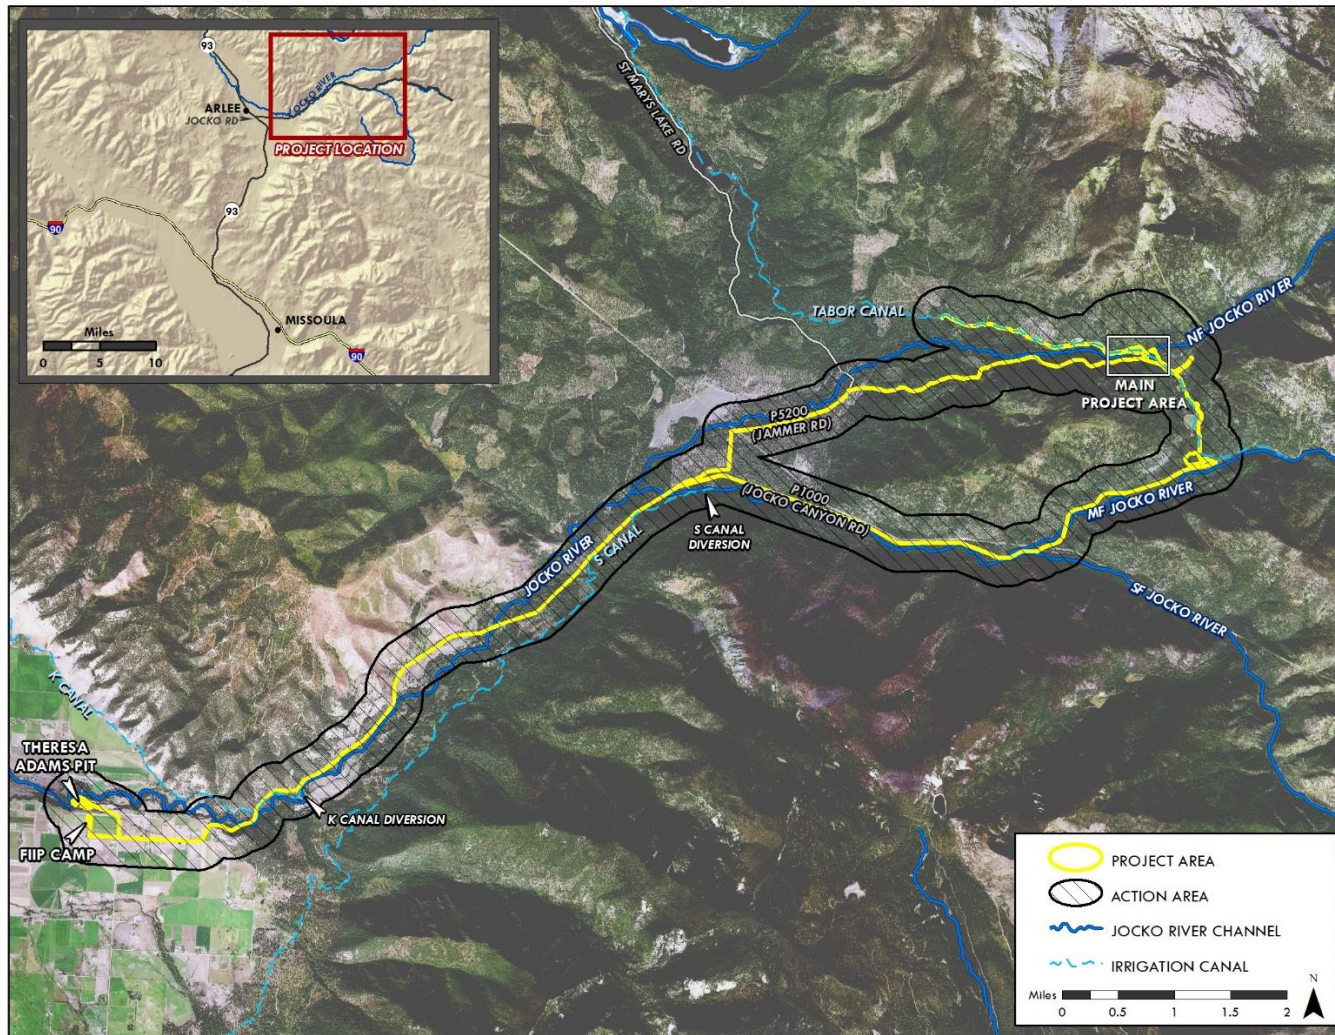 93
ARLEE
JOCKO RD
JOCKO RIVER
PROJECT LOCATION
93
90
MISSOULA
90
Miles
0 5 10
ST MARYS LAKE RD
TABOR CANAL
NF JOCKO RIVER
MAIN
PROJECT AREA
P5200
(JAMMER RD)
P1000
(JOCKO CANYON RD)
MF JOCKO RIVER
S CANAL
DIVERSION
S CANAL
JOCKO RIVER
SF JOCKO RIVER
K CANAL
THERESA
ADAMS PIT
K CANAL DIVERSION
FIIP CAMP
PROJECT AREA
ACTION AREA
JOCKO RIVER CHANNEL
IRRIGATION CANAL
N
Miles
0 0.5 1 1.5 2